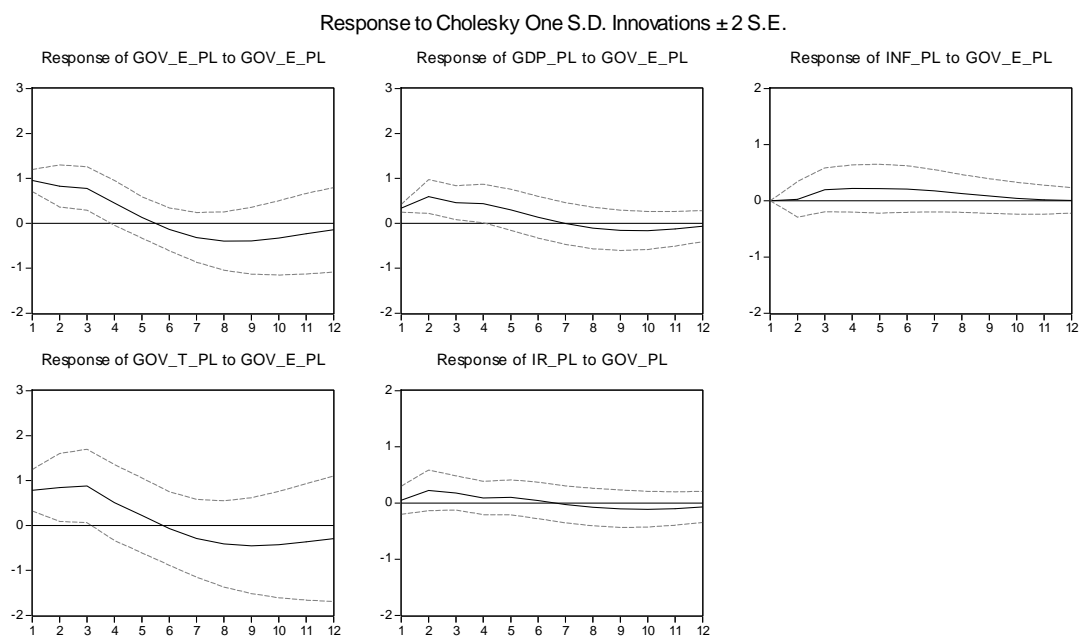 Response to Cholesky One S.D. Innovations ± 2 S.E.
Response of GOV_E_PL to GOV_E_PL
3
2
1
0
-1
-2
1 2 3 4 5 6 7 8 9 10 11 12
Response of GDP_PL to GOV_E_PL
3
2
1
0
-1
-2
1 2 3 4 5 6 7 8 9 10 11 12
Response of INF_PL to GOV_E_PL
2
1
0
-1
-2
1 2 3 4 5 6 7 8 9 10 11 12
Response of GOV_T_PL to GOV_E_PL
3
2
1
0
-1
-2
1 2 3 4 5 6 7 8 9 10 11 12
Response of IR_PL to GOV_PL
2
1
0
-1
-2
1 2 3 4 5 6 7 8 9 10 11 12